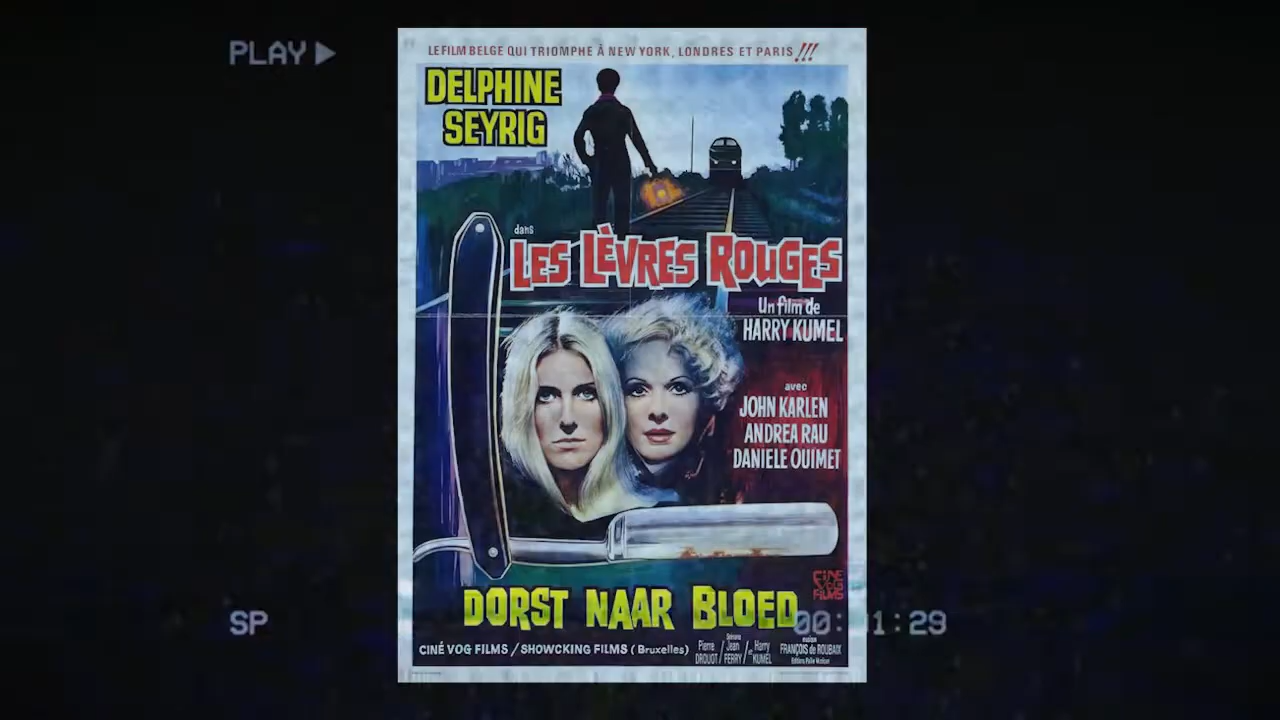 PLAY
LE FILM BELGE QUI TRIOMPHE À NEW YORK, LONDRES ET PARIS !!!
DELPHINE
SEYRIG
dans
LES LÈVRES ROUGES
Un film de
HARRY KUMEL
avec
JOHN KARLEN
ANDREA RAU
DANIELE OUIMET
CINÉ
VOG
FILMS
DORST NAAR BLOED
SP
CINÉ VOG FILMS / SHOWCKING FILMS (Bruxelles)
Pierre DROUOT / Jean FERRY / et Harry KUMEL
musique
FRANÇOIS de ROUBAIX